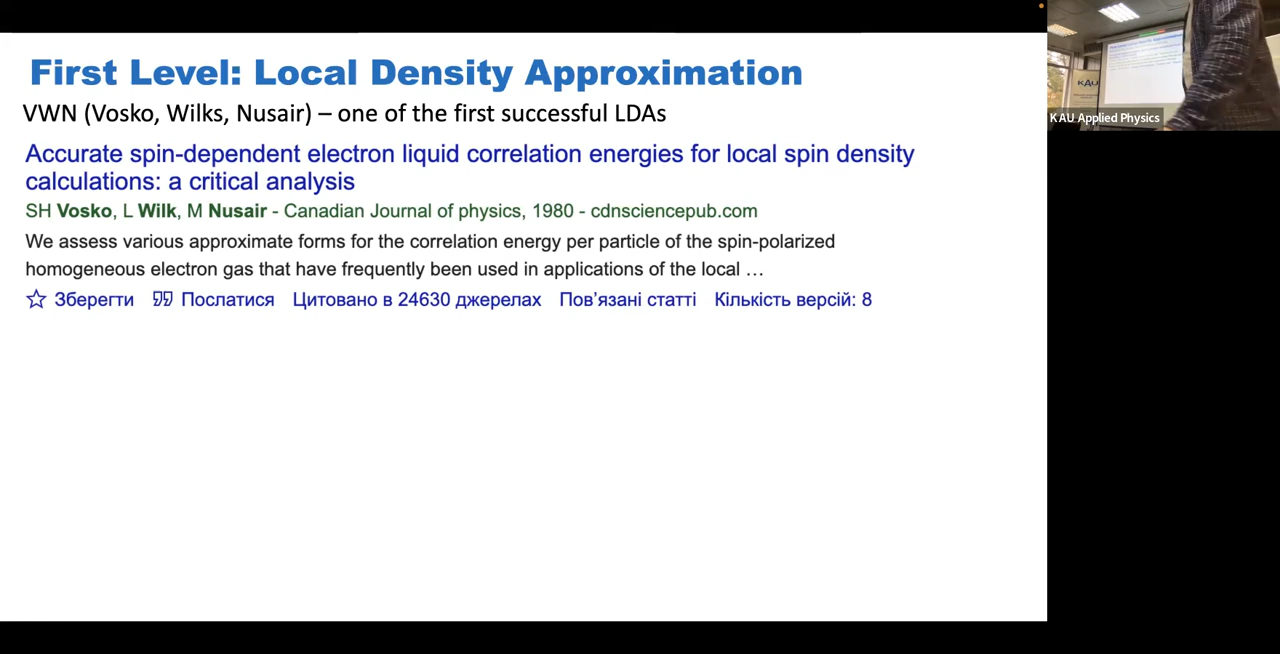 First Level: Local Density Approximation
VWN (Vosko, Wilks, Nusair) – one of the first successful LDAs
Accurate spin-dependent electron liquid correlation energies for local spin density
calculations: a critical analysis
SH Vosko, L Wilk, M Nusair - Canadian Journal of physics, 1980 - cdnsciencepub.com
We assess various approximate forms for the correlation energy per particle of the spin-polarized
homogeneous electron gas that have frequently been used in applications of the local …
Зберегти Послатися Цитовано в 24630 джерелах Пов’язані статті Кількість версій: 8
KAU
KAU Applied Physics